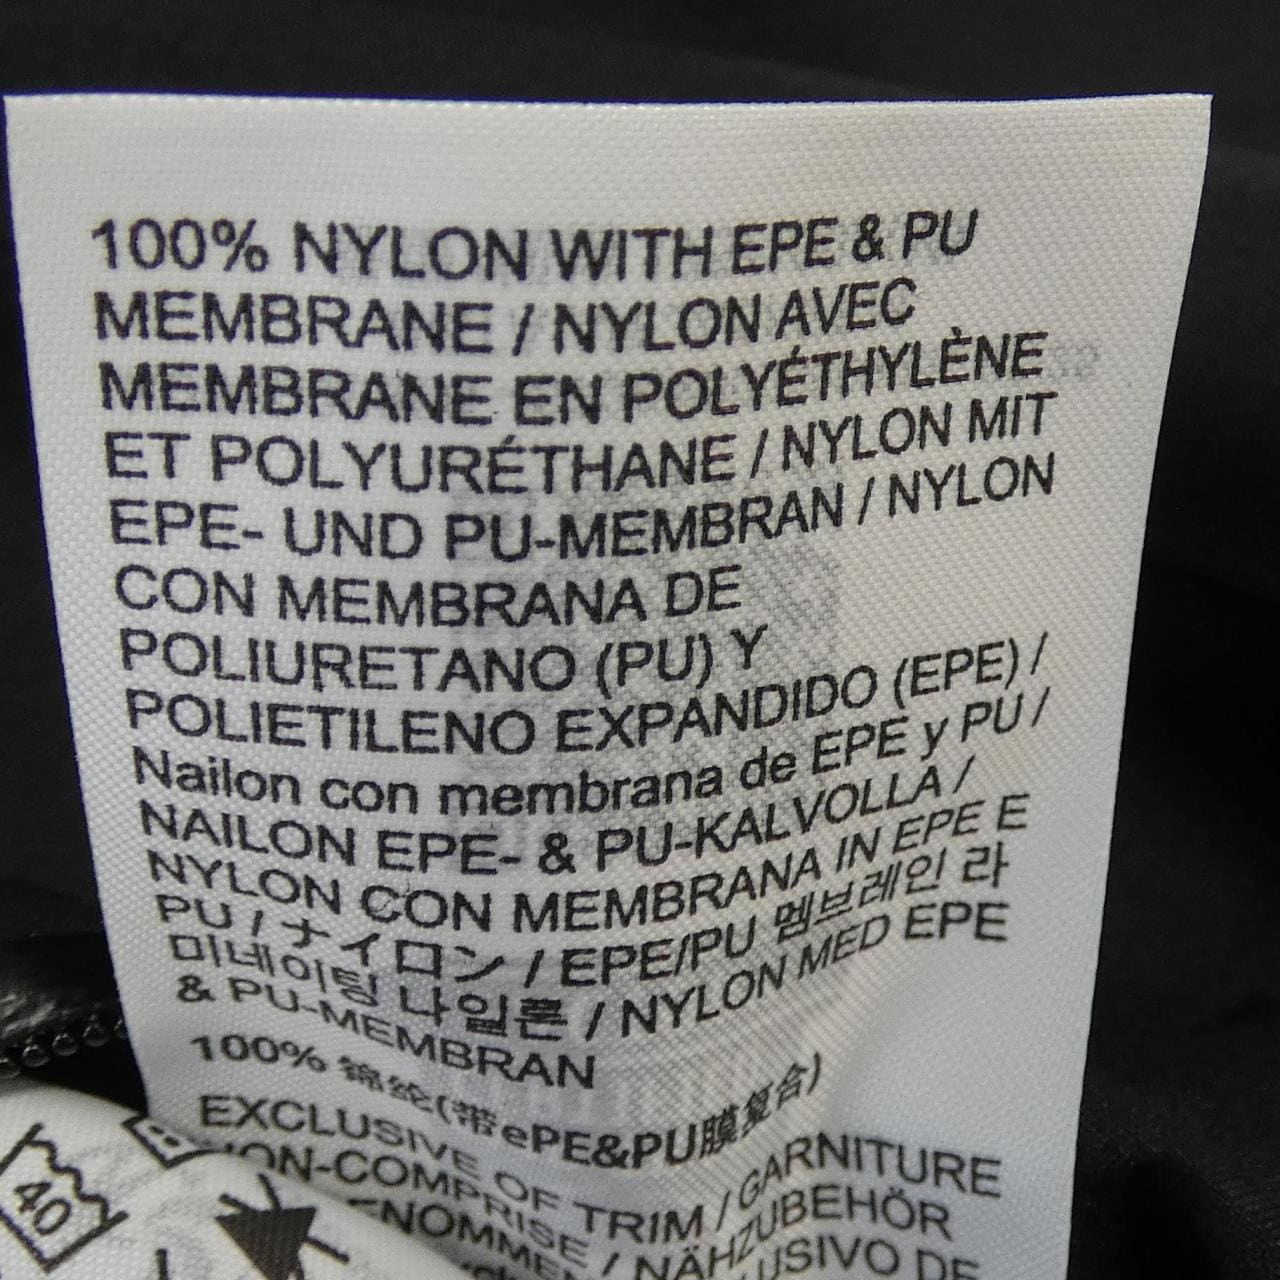 100% NYLON WITH EPE & PU
MEMBRANE / NYLON AVEC
MEMBRANE EN POLYÉTHYLÈNE
ET POLYURÉTHANE / NYLON MIT
EPE- UND PU-MEMBRAN / NYLON
CON MEMBRANA DE
POLIURETANO (PU) Y
POLIETILENO EXPANDIDO (EPE) /
Nailon con membrana de EPE y PU /
NAILON EPE- & PU-KALVOLLA /
NYLON CON MEMBRANA IN EPE E
PU / ナイロン / EPE/PU 멤브레인 라
미네이팅 나일론 / NYLON MED EPE
& PU-MEMBRAN
100% 锦纶(带ePE&PU膜复合)
EXCLUSIVE OF TRIM / GARNITURE
NON-COMPRISE / NÄHZUBEHÖR
40